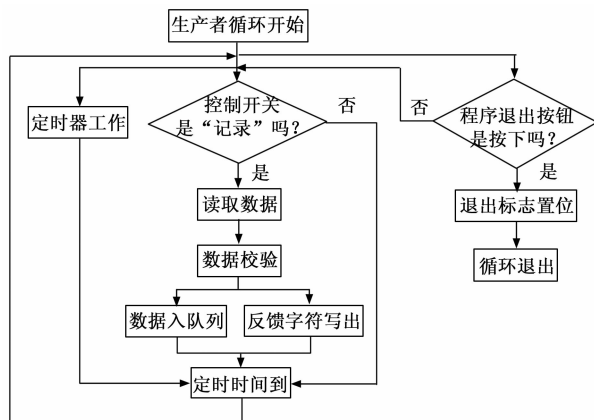 生产者循环开始
定时器工作
控制开关
是“记录”吗?
否
否
程序退出按钮
是按下吗?
是
是
读取数据
退出标志置位
数据校验
循环退出
数据入队列
反馈字符写出
定时时间到